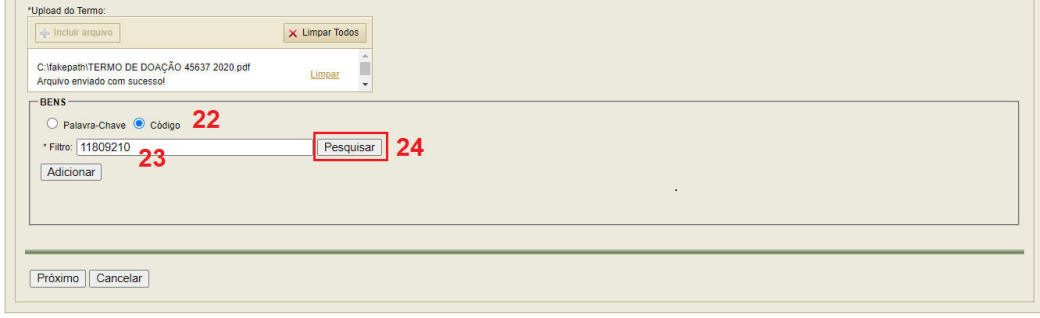 *Upload do Termo:
Incluir arquivo Limpar Todos
C:\fakepath\TERMO DE DOAÇÃO 45637 2020.pdf
Arquivo enviado com sucesso! Limpar
BENS
Palavra-Chave Código 22
* Filtro: 11809210 Pesquisar 24
23
Adicionar
Próximo Cancelar